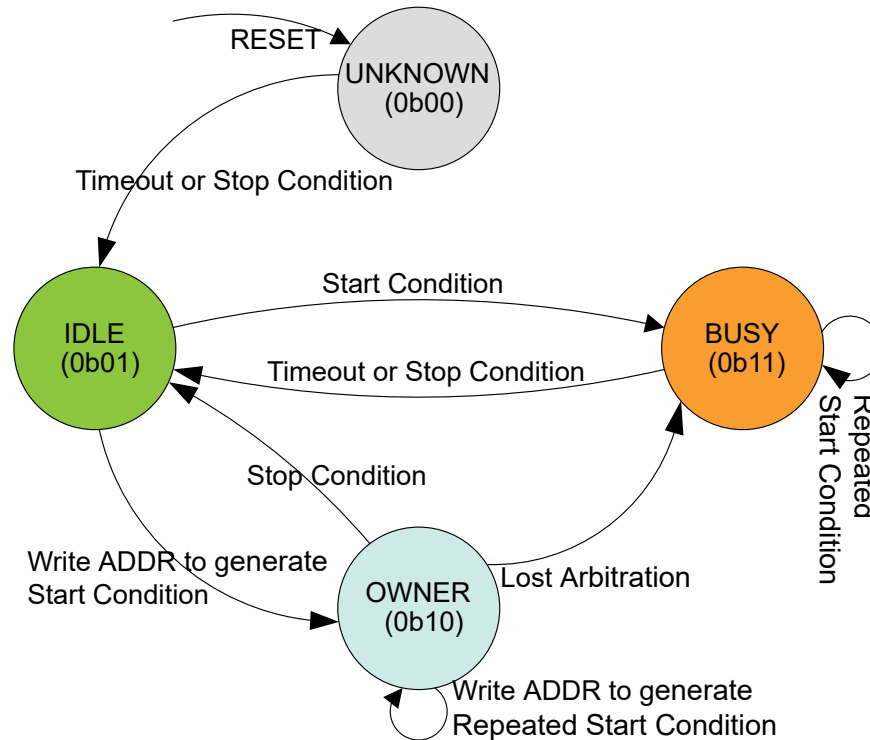 RESET
UNKNOWN
(0b00)
Timeout or Stop Condition
Start Condition
IDLE
(0b01)
BUSY
(0b11)
Timeout or Stop Condition
Repeated
Start Condition
Stop Condition
Write ADDR to generate
Start Condition
Lost Arbitration
OWNER
(0b10)
Write ADDR to generate
Repeated Start Condition